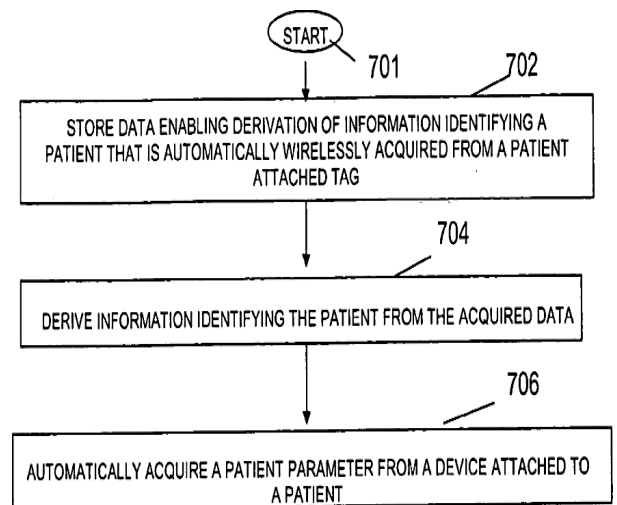 START
701
702
STORE DATA ENABLING DERIVATION OF INFORMATION IDENTIFYING A
PATIENT THAT IS AUTOMATICALLY WIRELESSLY ACQUIRED FROM A PATIENT
ATTACHED TAG
704
DERIVE INFORMATION IDENTIFYING THE PATIENT FROM THE ACQUIRED DATA
706
AUTOMATICALLY ACQUIRE A PATIENT PARAMETER FROM A DEVICE ATTACHED TO
A PATIENT